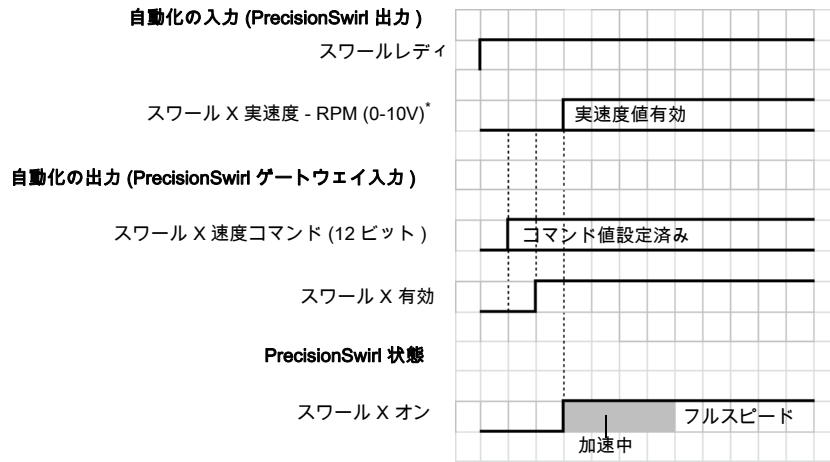 自動化の入力 (PrecisionSwirl 出力 )
スワールレディ
スワール X 実速度 - RPM (0-10V)*
実速度値有効
自動化の出力 (PrecisionSwirl ゲートウェイ入力 )
スワール X 速度コマンド (12 ビット )
コマンド値設定済み
スワール X 有効
PrecisionSwirl 状態
スワール X オン
フルスピード
加速中